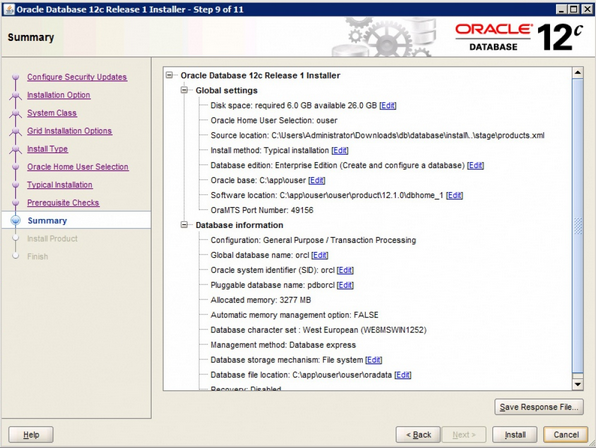 Oracle Database 12c Release 1 Installer - Step 9 of 11
Summary
ORACLE
DATABASE
12c
Configure Security Updates
Installation Option
System Class
Grid Installation Options
Install Type
Oracle Home User Selection
Typical Installation
Prerequisite Checks
Summary
Install Product
Finish
Oracle Database 12c Release 1 Installer
Global settings
Disk space: required 6.0 GB available 26.0 GB [Edit]
Oracle Home User Selection: ouser
Source location: C:\Users\Administrator\Downloads\db\database\install\..\stage\products.xml
Install method: Typical installation [Edit]
Database edition: Enterprise Edition (Create and configure a database) [Edit]
Oracle base: C:\app\ouser [Edit]
Software location: C:\app\ouser\product\12.1.0\dbhome_1 [Edit]
OraMTS Port Number: 49156
Database information
Configuration: General Purpose / Transaction Processing
Global database name: orcl [Edit]
Oracle system identifier (SID): orcl [Edit]
Pluggable database name: pdborcl [Edit]
Allocated memory: 3277 MB
Automatic memory management option: FALSE
Database character set : West European (WE8MSWIN1252)
Management method: Database express
Database storage mechanism: File system [Edit]
Database file location: C:\app\ouser\ouser\oradata [Edit]
Recovery: Disabled
Save Response File...
Help
< Back
Next >
Install
Cancel